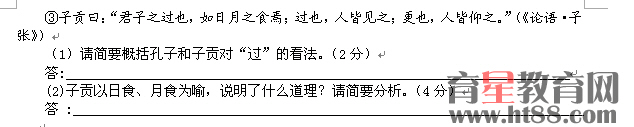 ③子贡曰：“君子之过也，如日月之食焉；过也，人皆见之；更也，人皆仰之。”(《论语·子
张》)
（1）请简要概括孔子和子贡对“过”的看法。（2 分）
答:
(2)子贡以日食、月食为喻，说明了什么道理？请简要分析。（4 分）
答：
育星教育网
www.ht88.com